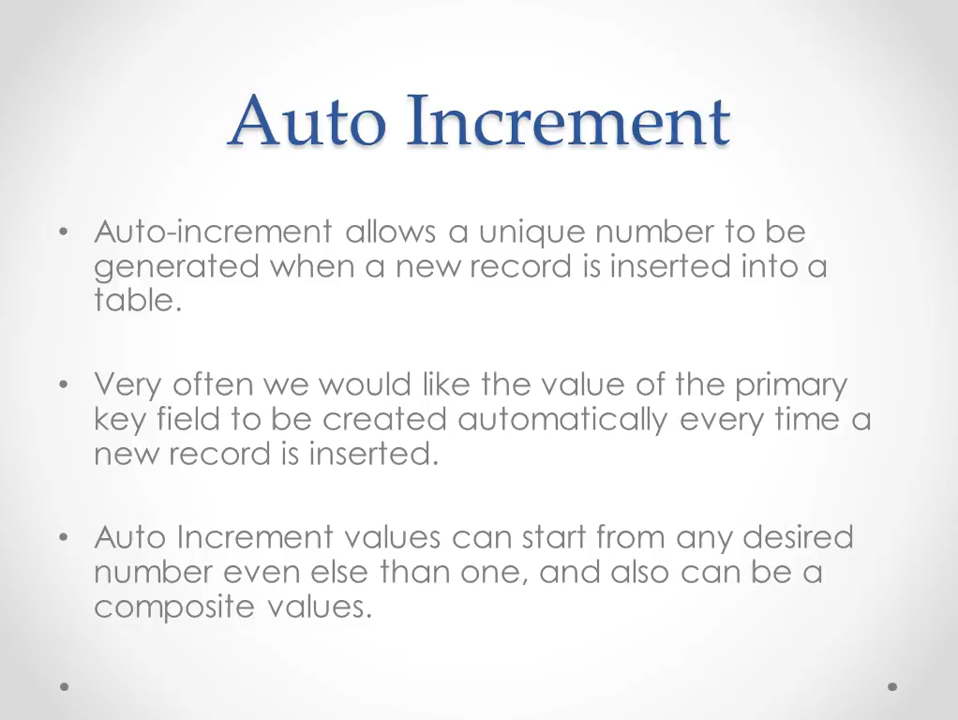 Auto Increment
• Auto-increment allows a unique number to be
generated when a new record is inserted into a
table.
• Very often we would like the value of the primary
key field to be created automatically every time a
new record is inserted.
• Auto Increment values can start from any desired
number even else than one, and also can be a
composite values.